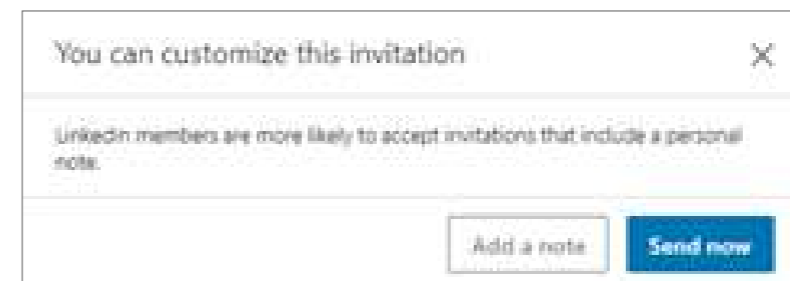 You can customize this invitation
LinkedIn members are more likely to accept invitations that include a personal
note.
Add a note
Send now